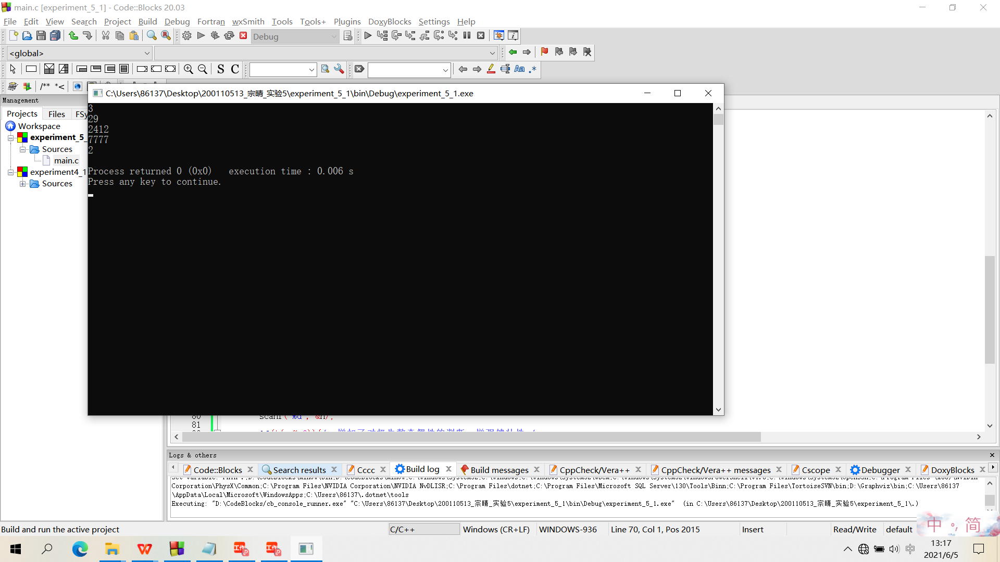 main.c [experiment_5_1] - Code::Blocks 20.03
File Edit View Search Project Build Debug Fortran wxSmith Tools Tools+ Plugins DoxyBlocks Settings Help
Debug
<global>
S C
Aa .*
/** *<
C:\Users\86137\Desktop\200110513_宗晴_实验5\experiment_5_1\bin\Debug\experiment_5_1.exe
Management
Projects Files FSy
Workspace
experiment_5_
Sources
main.c
experiment4_1
Sources
3
29
2412
7777
2
Process returned 0 (0x0)   execution time : 0.006 s
Press any key to continue.
80
81
Logs & others
Code::Blocks Search results Cccc Build log Build messages CppCheck/Vera++ CppCheck/Vera++ messages Cscope Debugger DoxyBlocks
Corporation\PhysX\Common;C:\Program Files\NVIDIA Corporation\NVIDIA NvDLISR;C:\Program Files\dotnet;C:\Program Files\Microsoft SQL Server\130\Tools\Binn;C:\Program Files\TortoiseSVN\bin;D:\Graphviz\bin;C:\Users\86137
\AppData\Local\Microsoft\WindowsApps;C:\Users\86137\.dotnet\tools
Executing: "D:\CodeBlocks/cb_console_runner.exe" "C:\Users\86137\Desktop\200110513_宗晴_实验5\experiment_5_1\bin\Debug\experiment_5_1.exe"  (in C:\Users\86137\Desktop\200110513_宗晴_实验5\experiment_5_1\.)
Build and run the active project C/C++ Windows (CR+LF) WINDOWS-936 Line 70, Col 1, Pos 2015 Insert Read/Write default
中 °, 简
工作 工作 中
13:17
2021/6/5